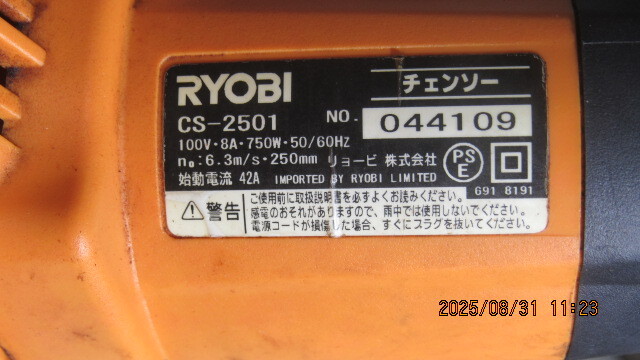 RYOBI
チェンソー
CS-2501
NO. 044109
100V・8A・750W・50/60HZ
n₀:6.3m/s・250mm リョービ 株式会社
PS
E
始動電流 42A IMPORTED BY RYOBI LIMITED
691 8191
警告
ご使用前に取扱説明書を必ずよくお読みください。
感電のおそれがありますので、雨中では使用しないでください。
電源コードが損傷した場合、すぐにプラグを抜いてください。
2025/08/31 11:23